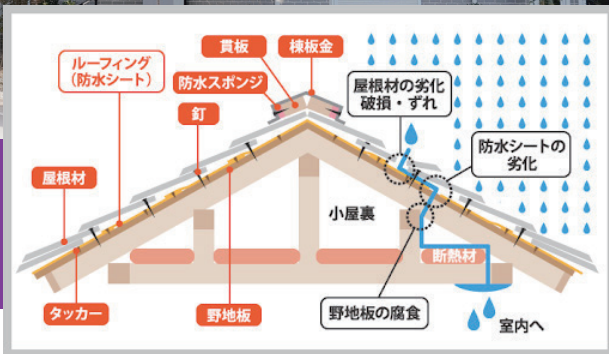 貫板
棟板金
ルーフィング
(防水シート)
防水スポンジ
釘
屋根材
タッカー
野地板
小屋裏
屋根材の劣化
破損・ずれ
防水シートの
劣化
断熱材
野地板の腐食
室内へ